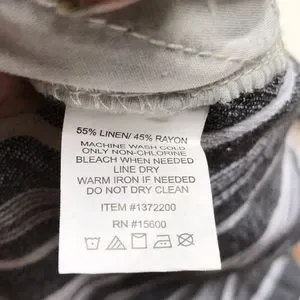 55% LINEN/ 45% RAYON
MACHINE WASH COLD
ONLY NON-CHLORINE
BLEACH WHEN NEEDED
LINE DRY
WARM IRON IF NEEDED
DO NOT DRY CLEAN
ITEM #1372200
RN #15600